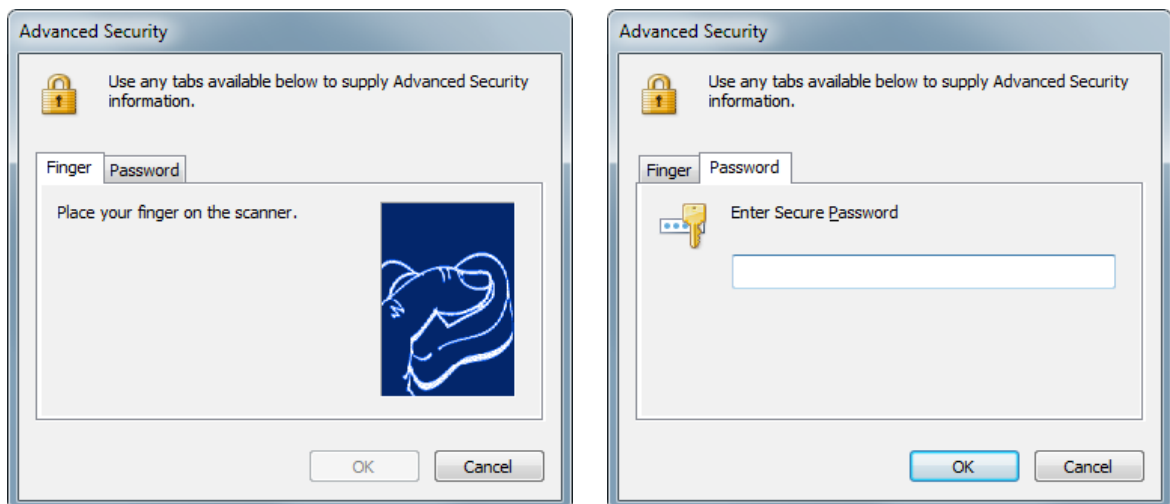 Advanced Security
Use any tabs available below to supply Advanced Security
information.
Finger
Password
Place your finger on the scanner.
OK
Cancel
Advanced Security
Use any tabs available below to supply Advanced Security
information.
Finger
Password
Enter Secure Password
OK
Cancel